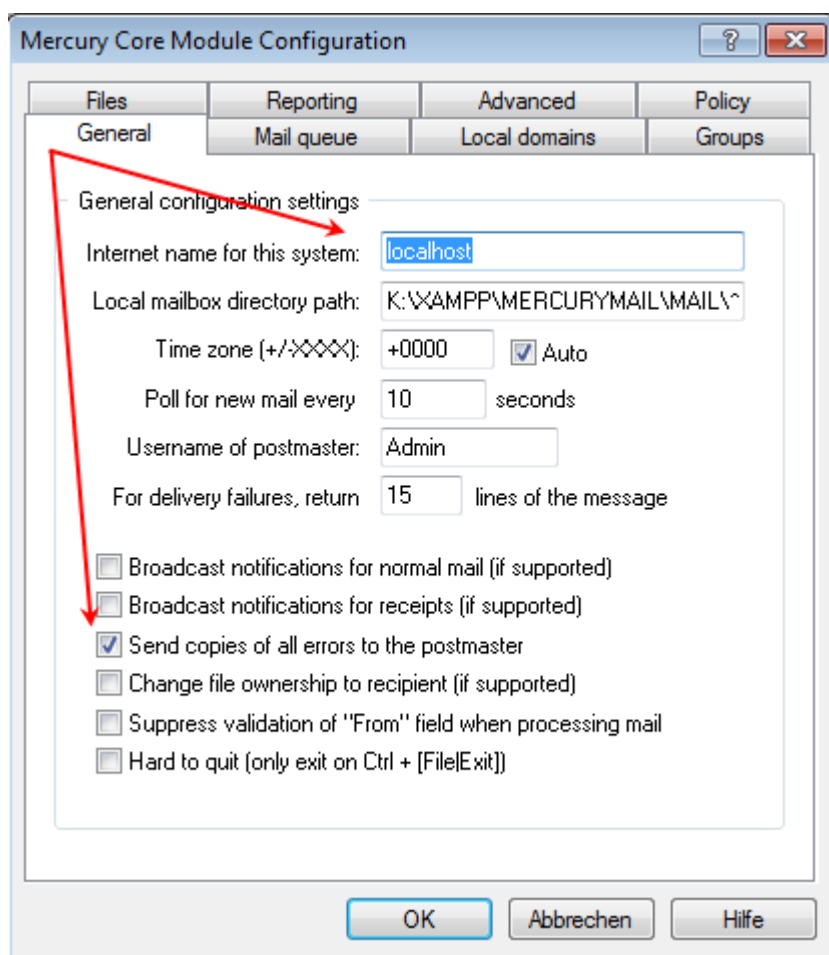 Mercury Core Module Configuration
Files Reporting Advanced Policy
General Mail queue Local domains Groups
General configuration settings
Internet name for this system: localhost
Local mailbox directory path: K:\XAMPP\MERCURYMAIL\MAIL\~
Time zone (+/-XXXX): +0000 Auto
Poll for new mail every 10 seconds
Username of postmaster: Admin
For delivery failures, return 15 lines of the message
Broadcast notifications for normal mail (if supported)
Broadcast notifications for receipts (if supported)
Send copies of all errors to the postmaster
Change file ownership to recipient (if supported)
Suppress validation of "From" field when processing mail
Hard to quit (only exit on Ctrl + [File|Exit])
OK Abbrechen Hilfe